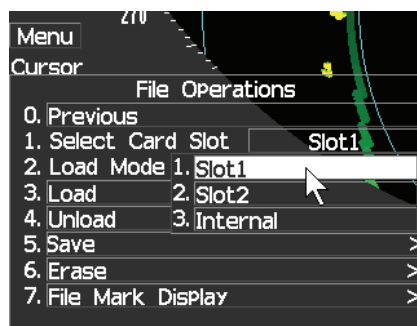 270
Menu
Cursor
File Operations
0. Previous
1. Select Card Slot Slot1
2. Load Mode 1. Slot1
3. Load 2. Slot2
4. Unload 3. Internal
5. Save >
6. Erase >
7. File Mark Display >